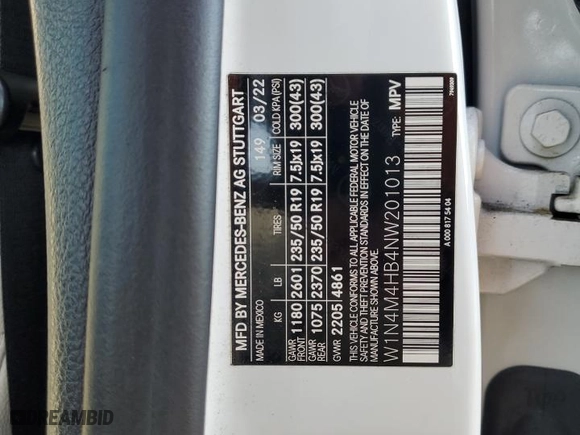 MFD BY MERCEDES-BENZ AG STUTTGART
MADE IN MEXICO 149 03/22
KG LB TIRES RIM SIZE COLD KPA(PSI)
GAWR FRONT 1180 2601 235/50 R19 7.5Jx19 300(43)
GAWR REAR 1075 2370 235/50 R19 7.5Jx19 300(43)
GVWR 2205 4861
THIS VEHICLE CONFORMS TO ALL APPLICABLE FEDERAL MOTOR VEHICLE
SAFETY AND THEFT PREVENTION STANDARDS IN EFFECT ON THE DATE OF
MANUFACTURE SHOWN ABOVE.
W1N4M4HB4NW201013 TYPE: MPV
A 000 817 54 04
DREAMBID